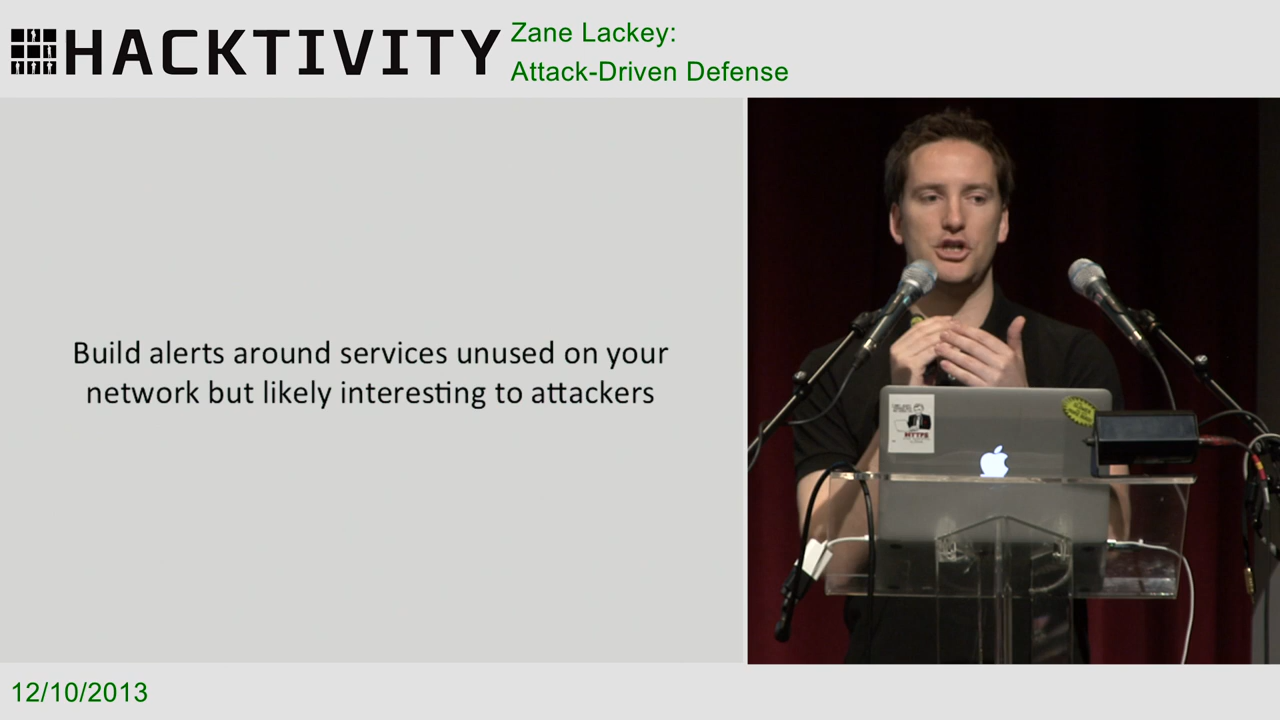 HACKTIVITY
Zane Lackey:
Attack-Driven Defense
Build alerts around services unused on your
network but likely interesting to attackers
12/10/2013